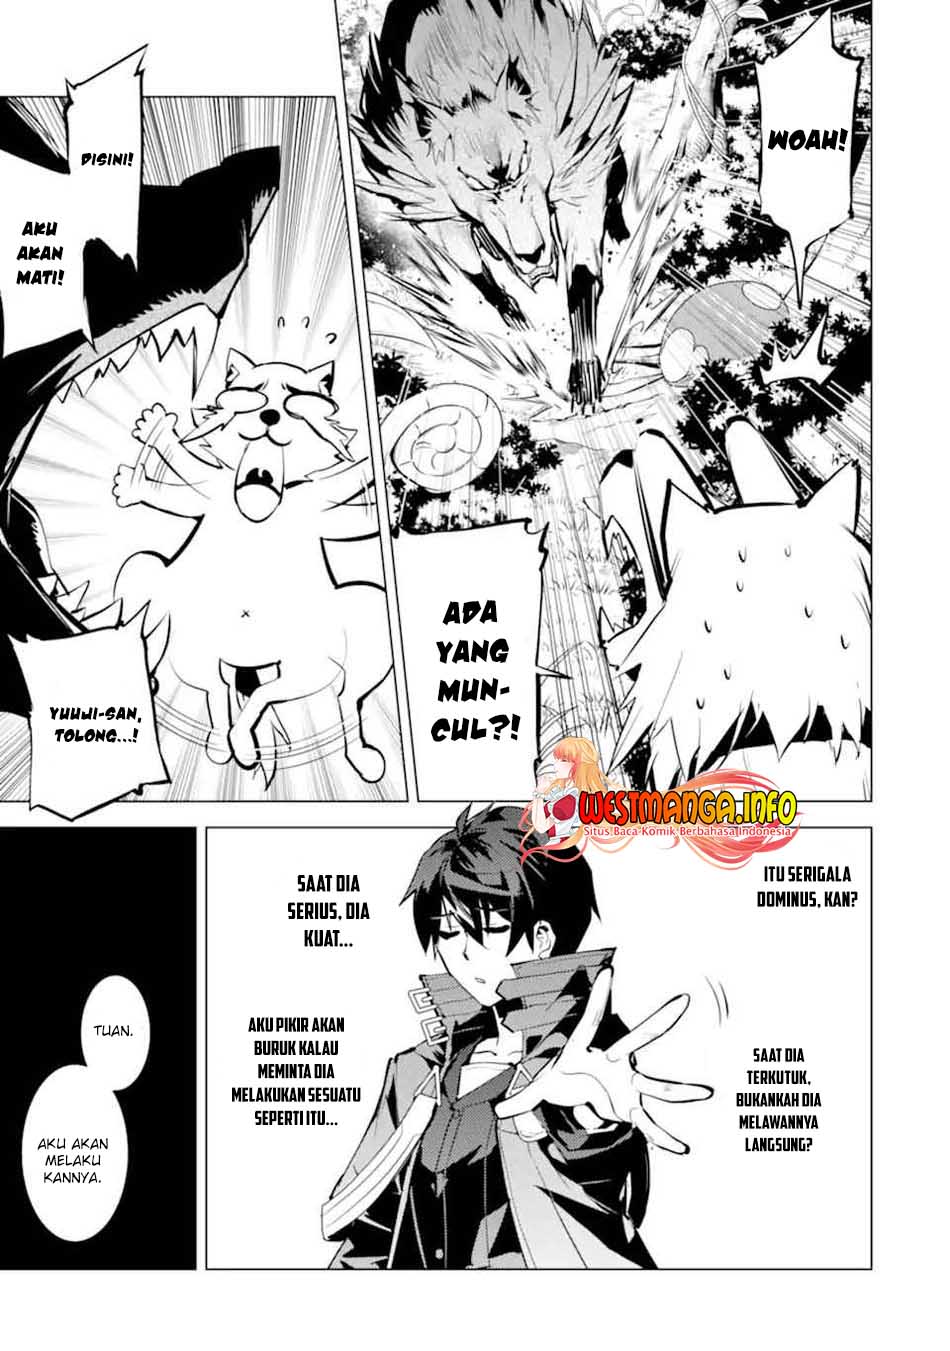 WOAH!
ADA
YANG
MUN-
CUL?!
DISINI!
AKU
AKAN
MATI!
YUUJI-SAN,
TOLONG...!
WESTMANGA.INFO
Situs Baca Komik Berbahasa Indonesia
ITU SERIGALA
DOMINUS, KAN?
SAAT DIA
TERKUTUK,
BUKANKAH DIA
MELAWANNYA
LANGSUNG?
SAAT DIA
SERIUS, DIA
KUAT...
AKU PIKIR AKAN
BURUK KALAU
MEMINTA DIA
MELAKUKAN SESUATU
SEPERTI ITU...
TUAN.
AKU AKAN
MELAKU
KANNYA.